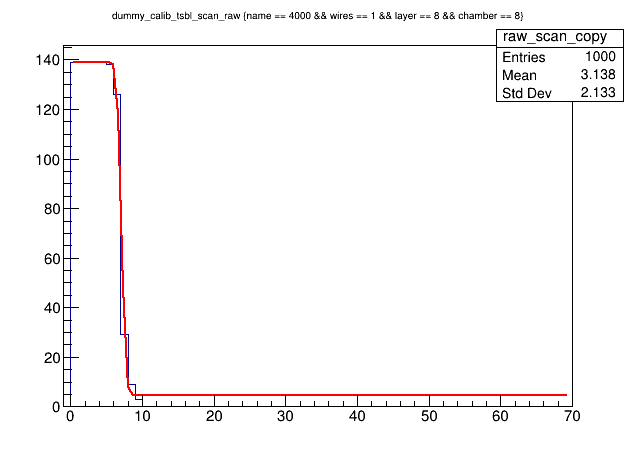 dummy_calib_tsbl_scan_raw {name == 4000 && wires == 1 && layer == 8 && chamber == 8}
raw_scan_copy
Entries 1000
Mean 3.138
Std Dev 2.133
140
120
100
80
60
40
20
0
0 10 20 30 40 50 60 70